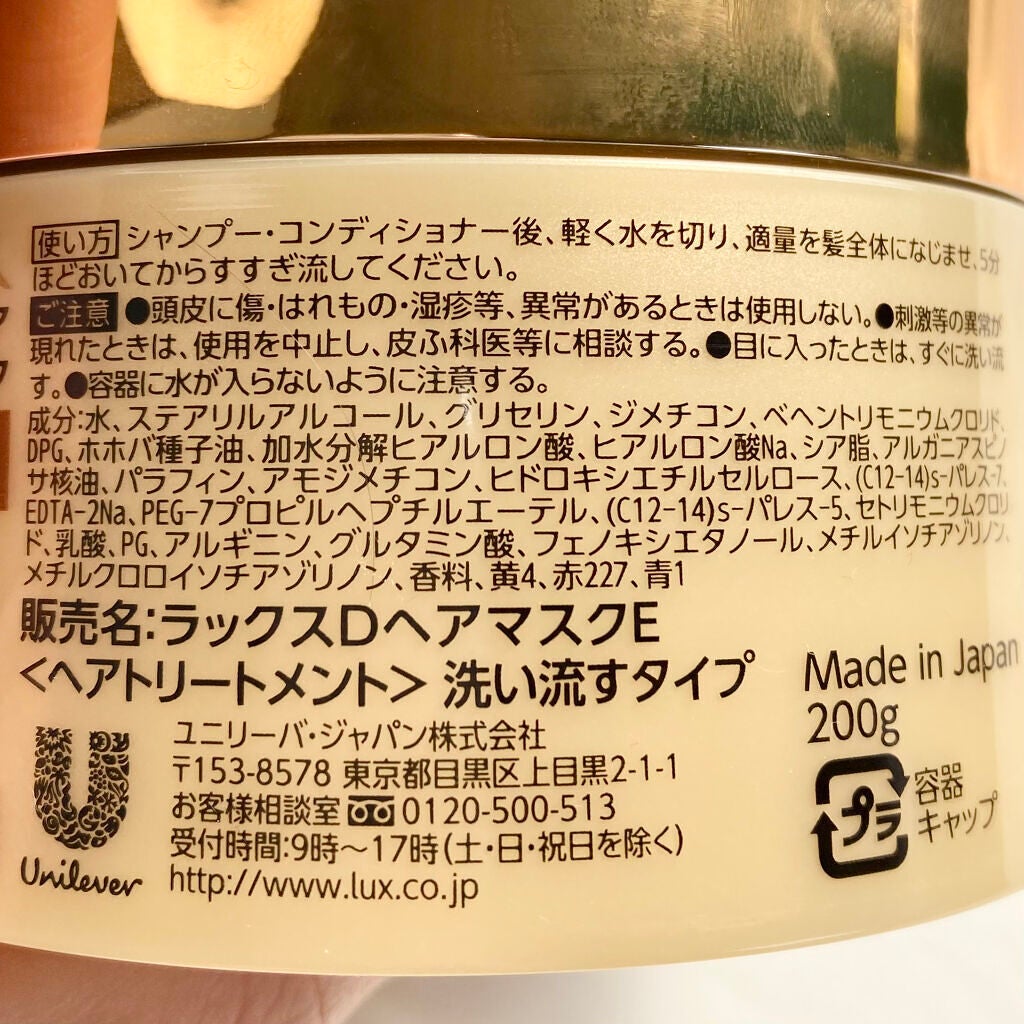 使い方 シャンプー・コンディショナー後、軽く水を切り、適量を髪全体になじませ、5分
ほどおいてからすすぎ流してください。
ご注意 ●頭皮に傷・はれもの・湿疹等、異常があるときは使用しない。●刺激等の異常が
現れたときは、使用を中止し、皮ふ科医等に相談する。●目に入ったときは、すぐに洗い流
す。●容器に水が入らないように注意する。
成分:水、ステアリルアルコール、グリセリン、ジメチコン、ベヘントリモニウムクロリド、
DPG、ホホバ種子油、加水分解ヒアルロン酸、ヒアルロン酸Na、シア脂、アルガニアスピノ
サ核油、パラフィン、アモジメチコン、ヒドロキシエチルセルロース、(C12-14)s-パレス-7、
EDTA-2Na、PEG-7プロピルヘプチルエーテル、(C12-14)s-パレス-5、セトリモニウムクロリ
ド、乳酸、PG、アルギニン、グルタミン酸、フェノキシエタノール、メチルイソチアゾリノン、
メチルクロロイソチアゾリノン、香料、黄4、赤227、青1
販売名:ラックスDヘアマスクE
<ヘアトリートメント> 洗い流すタイプ
Made in Japan
200g
ユニリーバ・ジャパン株式会社
〒153-8578 東京都目黒区上目黒2-1-1
お客様相談室 0120-500-513
受付時間:9時~17時(土・日・祝日を除く)
http://www.lux.co.jp
Unilever
プラ
容器
キャップ